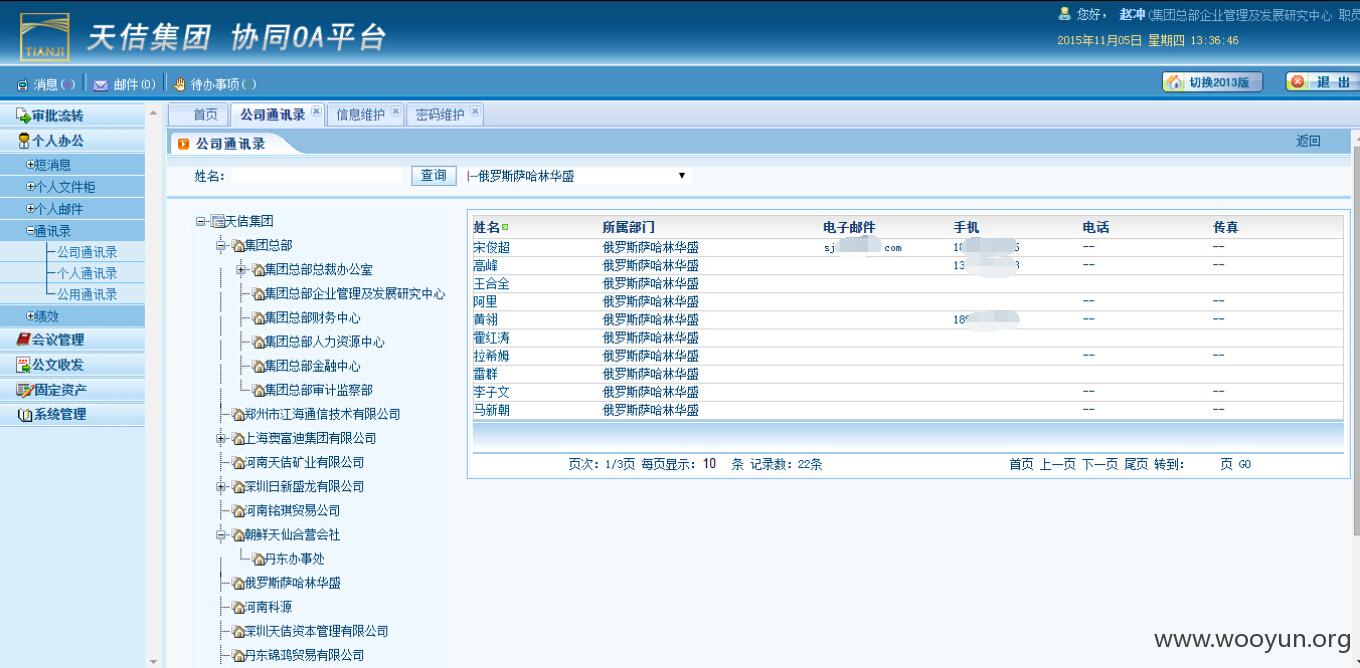 TIANJI
天佶集团 协同OA平台
您好， 赵冲(集团总部企业管理及发展研究中心 职员
2015年11月05日 星期四 13:36:46
消息( ) 邮件(0) 待办事项( ) 切换2013版 退 出
首页 公司通讯录 信息维护 密码维护
公司通讯录 返回
姓名: 查询 |--俄罗斯萨哈林华盛
审批流转
个人办公
短消息
个人文件柜
个人邮件
通讯录
公司通讯录
个人通讯录
公用通讯录
绩效
会议管理
公文收发
固定资产
系统管理
天佶集团
集团总部
集团总部总裁办公室
集团总部企业管理及发展研究中心
集团总部财务中心
集团总部人力资源中心
集团总部金融中心
集团总部审计监察部
郑州市江海通信技术有限公司
上海奥富迪集团有限公司
河南天佶矿业有限公司
深圳日新盛龙有限公司
河南铭琪贸易公司
朝鲜天仙合营会社
丹东办事处
俄罗斯萨哈林华盛
河南科源
深圳天佶资本管理有限公司
丹东锦鸿贸易有限公司
姓名 所属部门 电子邮件 手机 电话 传真
宋俊超 俄罗斯萨哈林华盛 sj com 18 5 -- --
高峰 俄罗斯萨哈林华盛 13 3 -- --
王合全 俄罗斯萨哈林华盛
阿里 俄罗斯萨哈林华盛 -- --
黄翎 俄罗斯萨哈林华盛 189 -- --
霍红涛 俄罗斯萨哈林华盛
拉希姆 俄罗斯萨哈林华盛 -- --
雷群 俄罗斯萨哈林华盛
李子文 俄罗斯萨哈林华盛 -- --
马新朝 俄罗斯萨哈林华盛 -- --
页次: 1/3页 每页显示: 10 条 记录数: 22条 首页 上一页 下一页 尾页 转到: 页 GO
www.wooyun.org